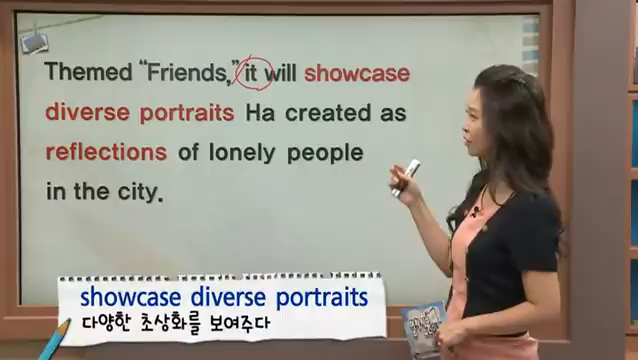 Themed “Friends,” it will showcase
diverse portraits Ha created as
reflections of lonely people
in the city.
showcase diverse portraits
다양한 초상화를 보여주다